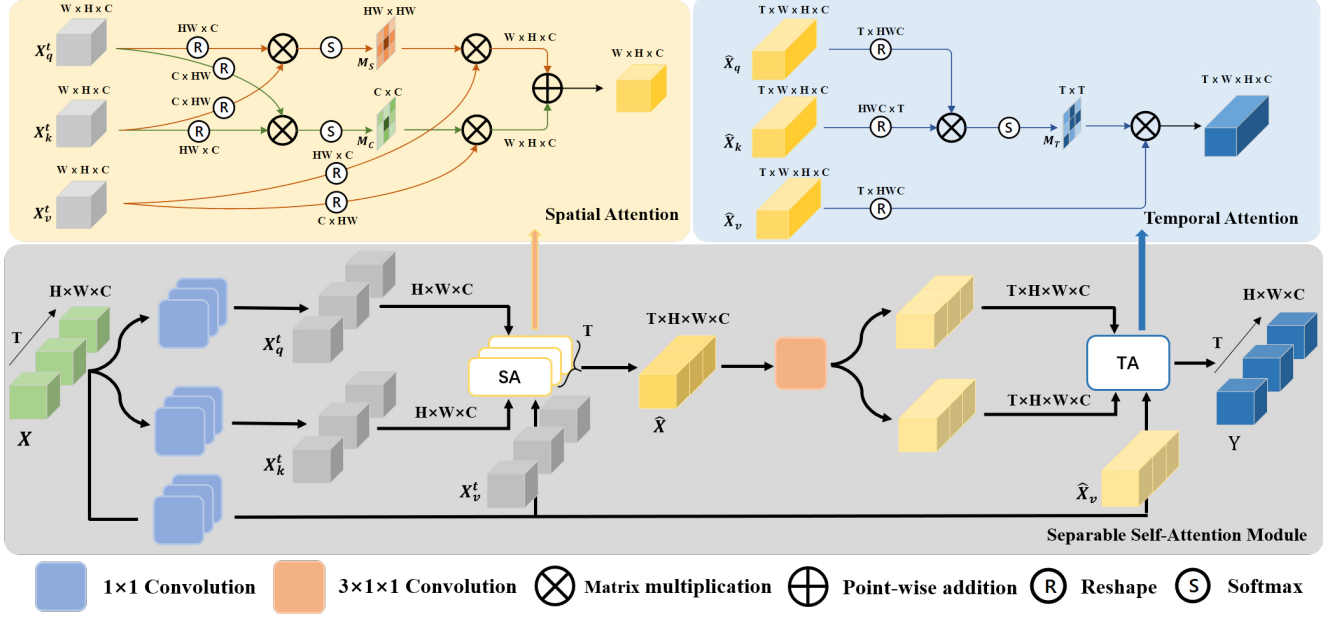 W x H x C
X_q^t
HW x C
R
R
C x HW
S
HW x HW
M_S
W x H x C
W x H x C
W x H x C
X_k^t
C x HW
R
R
HW x C
S
C x C
M_C
W x H x C
W x H x C
X_v^t
HW x C
R
R
C x HW
Spatial Attention
T x W x H x C
X̂_q
T x HWC
R
T x W x H x C
X̂_k
HWC x T
R
S
T x T
M_T
T x W x H x C
T x W x H x C
X̂_v
T x HWC
R
Temporal Attention
H×W×C
T
X
X_q^t
H×W×C
X_k^t
H×W×C
SA
T
X_v^t
T×H×W×C
X̂
T×H×W×C
T×H×W×C
TA
X̂_v
H×W×C
T
Y
Separable Self-Attention Module
1×1 Convolution
3×1×1 Convolution
Matrix multiplication
Point-wise addition
R Reshape
S Softmax